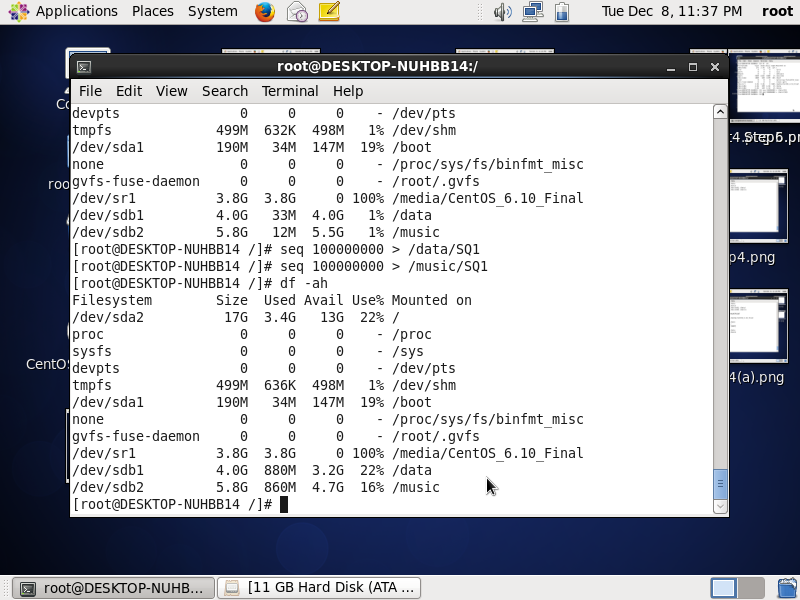 Applications Places System Tue Dec 8, 11:37 PM root
root@DESKTOP-NUHBB14:/
File Edit View Search Terminal Help
devpts 0 0 0 - /dev/pts
tmpfs 499M 632K 498M 1% /dev/shm
/dev/sda1 190M 34M 147M 19% /boot
none 0 0 0 - /proc/sys/fs/binfmt_misc
gvfs-fuse-daemon 0 0 0 - /root/.gvfs
/dev/sr1 3.8G 3.8G 0 100% /media/CentOS_6.10_Final
/dev/sdb1 4.0G 33M 4.0G 1% /data
/dev/sdb2 5.8G 12M 5.5G 1% /music
[root@DESKTOP-NUHBB14 /]# seq 100000000 > /data/SQ1
[root@DESKTOP-NUHBB14 /]# seq 100000000 > /music/SQ1
[root@DESKTOP-NUHBB14 /]# df -ah
Filesystem Size Used Avail Use% Mounted on
/dev/sda2 17G 3.4G 13G 22% /
proc 0 0 0 - /proc
sysfs 0 0 0 - /sys
devpts 0 0 0 - /dev/pts
tmpfs 499M 636K 498M 1% /dev/shm
/dev/sda1 190M 34M 147M 19% /boot
none 0 0 0 - /proc/sys/fs/binfmt_misc
gvfs-fuse-daemon 0 0 0 - /root/.gvfs
/dev/sr1 3.8G 3.8G 0 100% /media/CentOS_6.10_Final
/dev/sdb1 4.0G 880M 3.2G 22% /data
/dev/sdb2 5.8G 860M 4.7G 16% /music
[root@DESKTOP-NUHBB14 /]#
Co
roo
CentOS
p4.png
4(a).png
root@DESKTOP-NUHB... [11 GB Hard Disk (ATA ...